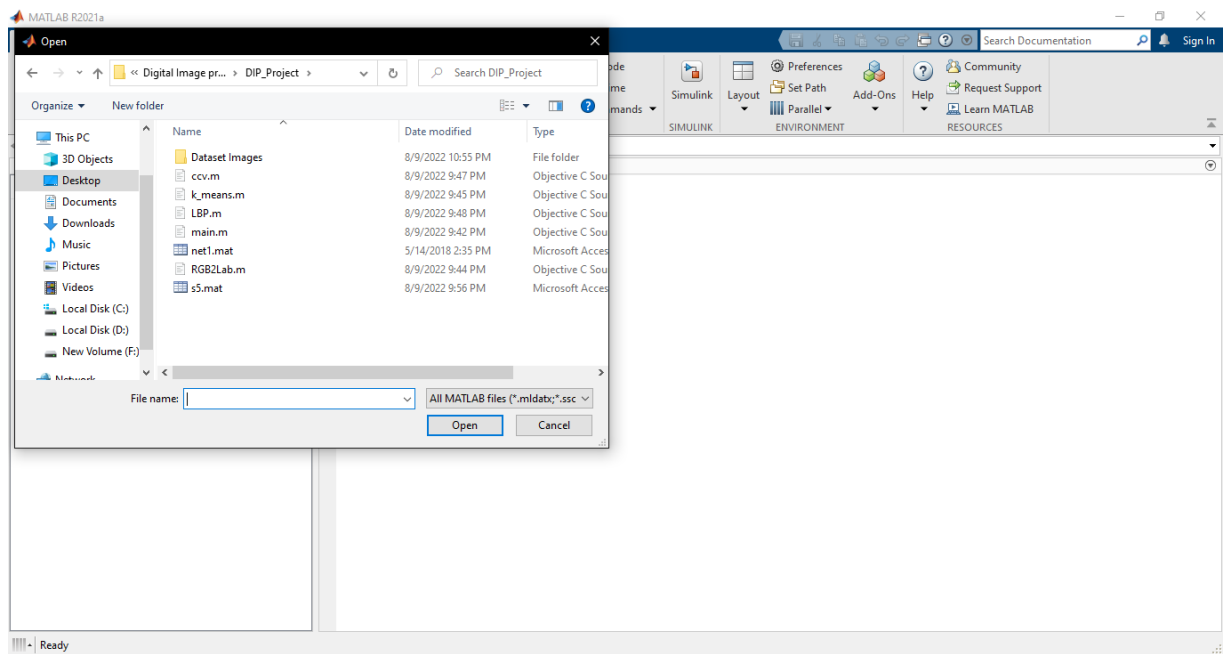 MATLAB R2021a
Open
Search Documentation
Sign In
« Digital Image pr... › DIP_Project ›
Search DIP_Project
Organize
New folder
This PC
3D Objects
Desktop
Documents
Downloads
Music
Pictures
Videos
Local Disk (C:)
Local Disk (D:)
New Volume (F:)
Network
Name Date modified Type
Dataset Images 8/9/2022 10:55 PM File folder
ccv.m 8/9/2022 9:47 PM Objective C Sou
k_means.m 8/9/2022 9:45 PM Objective C Sou
LBP.m 8/9/2022 9:48 PM Objective C Sou
main.m 8/9/2022 9:42 PM Objective C Sou
net1.mat 5/14/2018 2:35 PM Microsoft Acces
RGB2Lab.m 8/9/2022 9:44 PM Objective C Sou
s5.mat 8/9/2022 9:56 PM Microsoft Acces
File name:
All MATLAB files (*.mldatx;*.ssc
Open
Cancel
ode
me
mands
Simulink
SIMULINK
Layout
Preferences
Set Path
Parallel
Add-Ons
ENVIRONMENT
Help
Community
Request Support
Learn MATLAB
RESOURCES
Ready